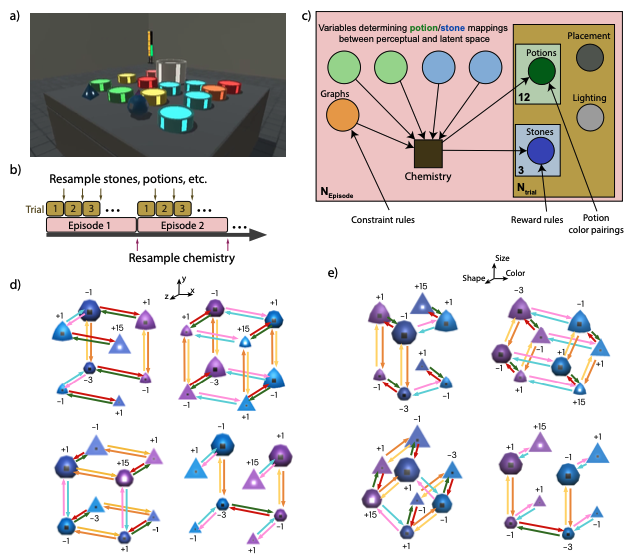 a)
c)
Variables determining potion/stone mappings
between perceptual and latent space
Graphs
Chemistry
N Episode
Potions
12
Stones
3
N trial
Placement
Lighting
Constraint rules
Reward rules
Potion
color pairings
b)
Resample stones, potions, etc.
Trial 1 2 3 ••• 1 2 3 •••
Episode 1 Episode 2 •••
Resample chemistry
d)
y
z x
−1
+1
+1
+15
−3
−1
−1
+1
−1
+1
+1
+15
−3
−1
−1
+1
−1
+1
+15
+1
−3
−1
−1
+1
+15
+1
+1
−1
−3
−1
+1
e)
Size
Shape Color
+15
+1
−1
−1
+1
−1
+1
−3
−3
−1
−1
+1
−1
+1
−1
+1
+15
−1
+1
−3
+1
−1
+15
−1
+1
+15
+1
+1
−1
+1
−1
−1
−3